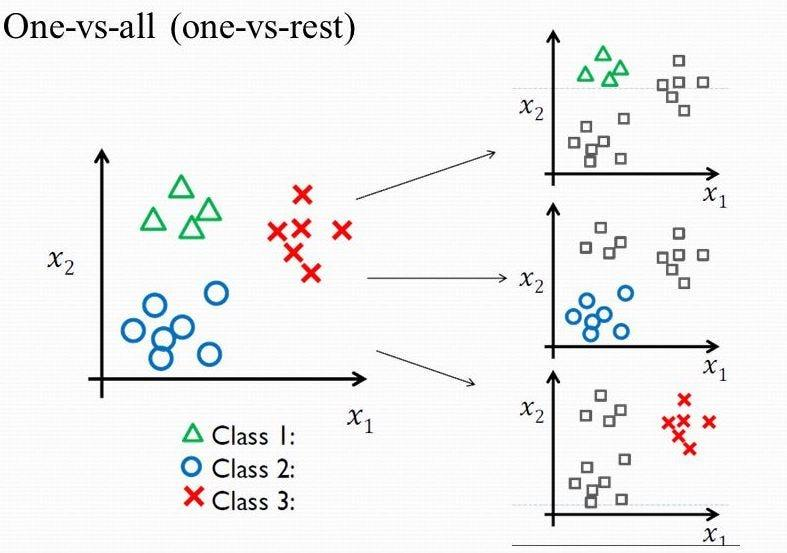 One-vs-all (one-vs-rest)
x₂
x₁
x₂
x₁
x₂
x₁
x₂
x₁
Class 1:
Class 2:
Class 3: